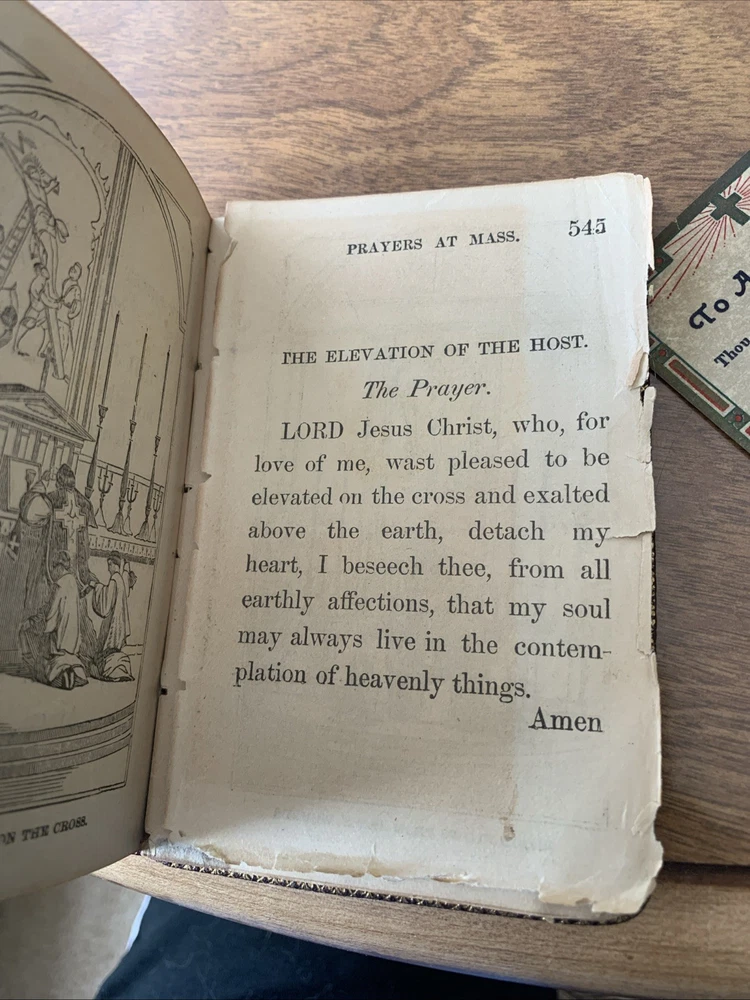 PRAYERS AT MASS. 545
THE ELEVATION OF THE HOST.
The Prayer.
LORD Jesus Christ, who, for
love of me, wast pleased to be
elevated on the cross and exalted
above the earth, detach my
heart, I beseech thee, from all
earthly affections, that my soul
may always live in the contem-
plation of heavenly things.
Amen
ON THE CROSS.
To
Thou